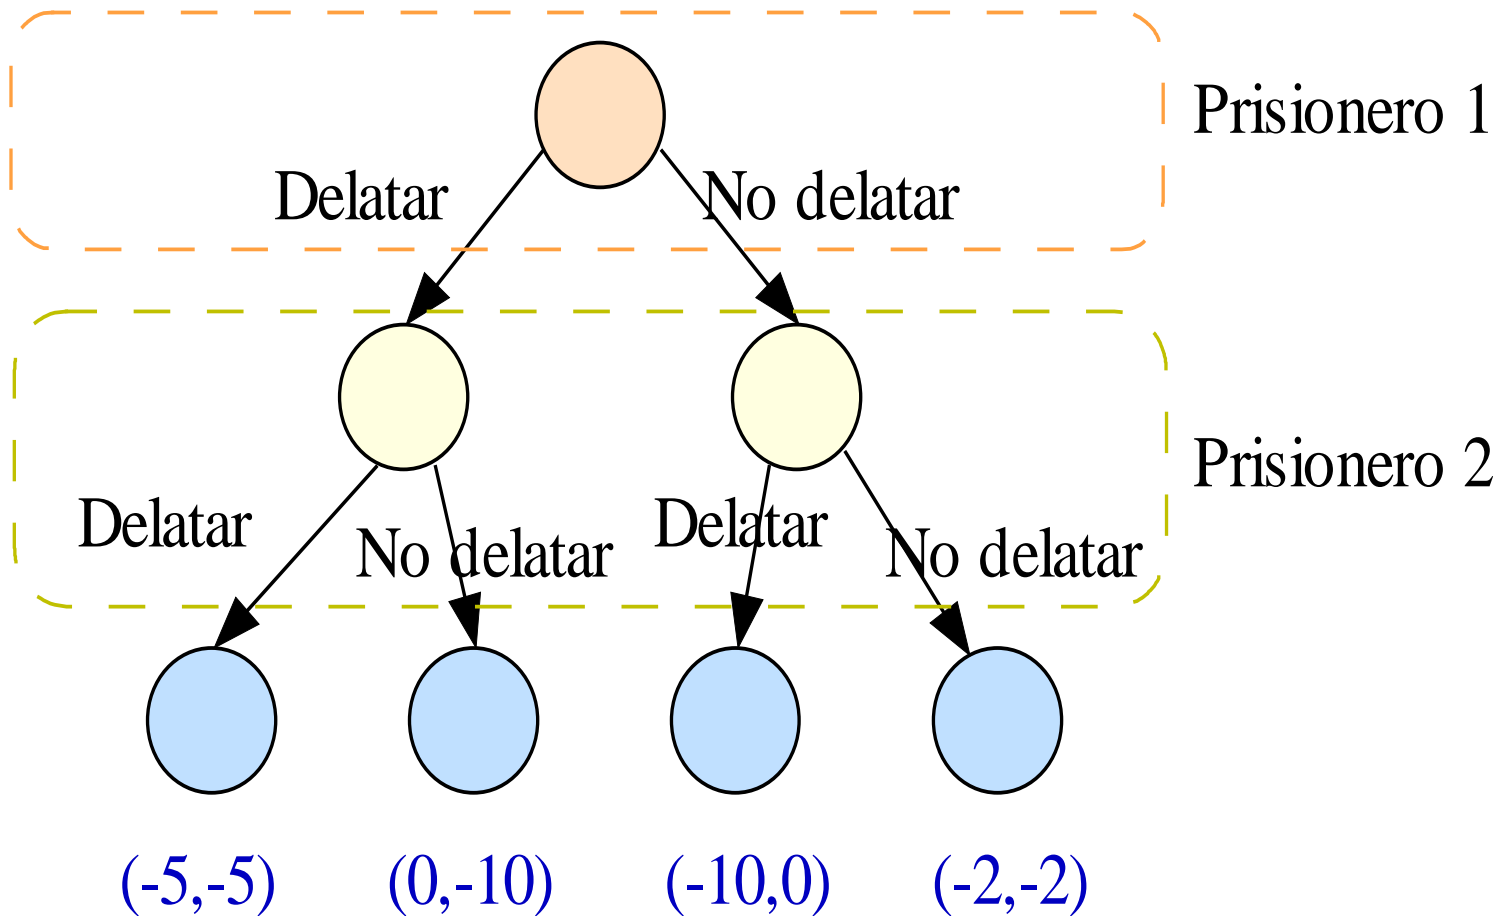 Prisionero 1
Delatar
No delatar
Prisionero 2
Delatar
No delatar
Delatar
No delatar
(-5,-5)
(0,-10)
(-10,0)
(-2,-2)